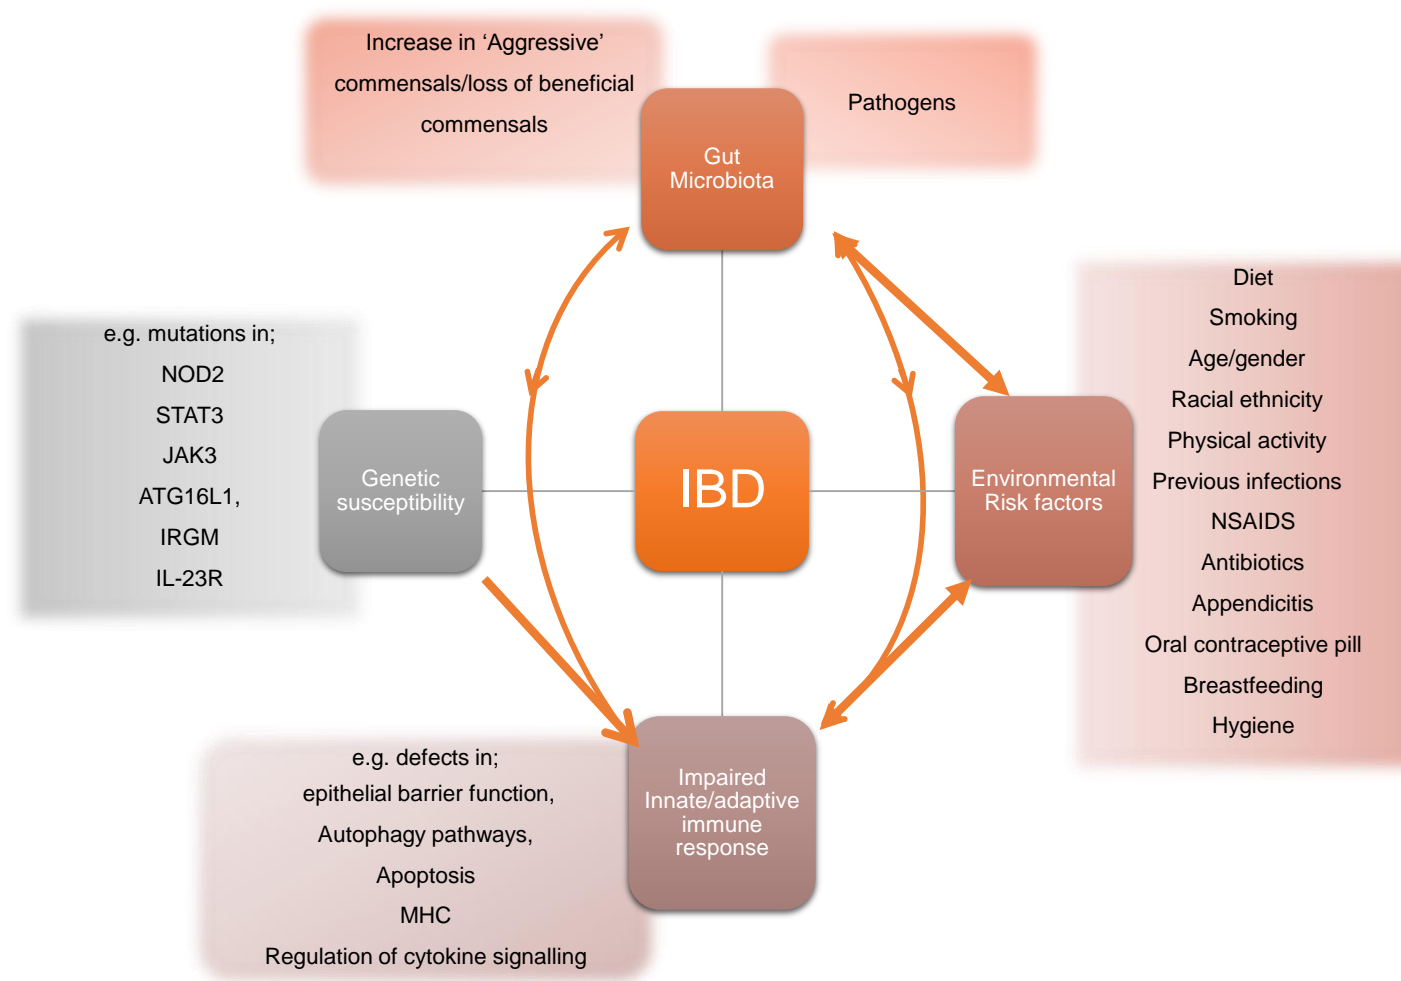 Increase in ‘Aggressive’
commensals/loss of beneficial
commensals
Pathogens
Gut
Microbiota
e.g. mutations in;
NOD2
STAT3
JAK3
ATG16L1,
IRGM
IL-23R
Genetic
susceptibility
IBD
Environmental
Risk factors
Diet
Smoking
Age/gender
Racial ethnicity
Physical activity
Previous infections
NSAIDS
Antibiotics
Appendicitis
Oral contraceptive pill
Breastfeeding
Hygiene
e.g. defects in;
epithelial barrier function,
Autophagy pathways,
Apoptosis
MHC
Regulation of cytokine signalling
Impaired
Innate/adaptive
immune
response